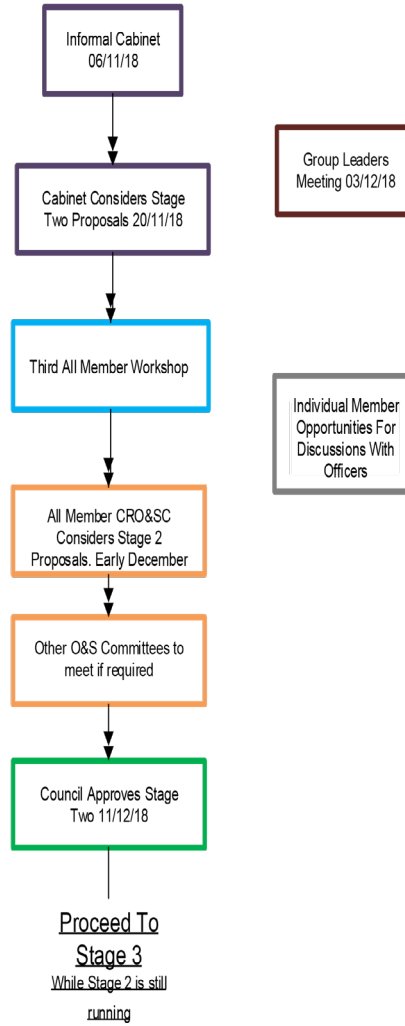 Informal Cabinet
06/11/18
Cabinet Considers Stage
Two Proposals 20/11/18
Third All Member Workshop
All Member CRO&SC
Considers Stage 2
Proposals. Early December
Other O&S Committees to
meet if required
Council Approves Stage
Two 11/12/18
Proceed To
Stage 3
While Stage 2 is still
running
Group Leaders
Meeting 03/12/18
Individual Member
Opportunities For
Discussions With
Officers